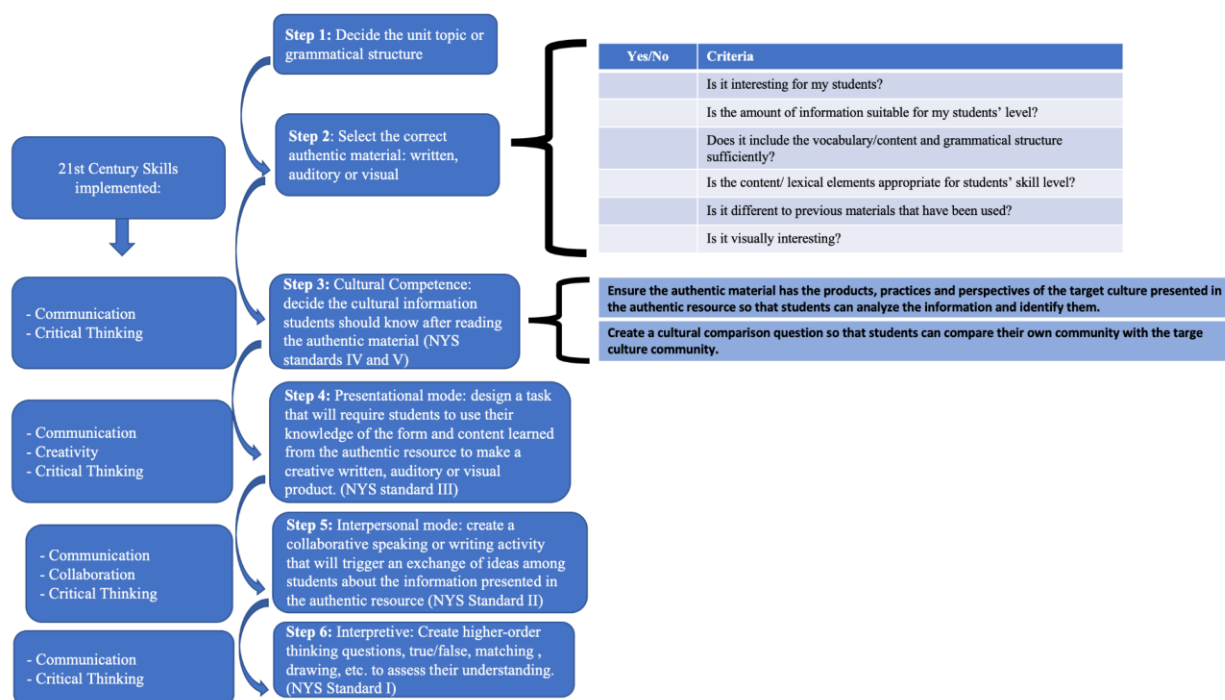 Step 1: Decide the unit topic or
grammatical structure
Step 2: Select the correct
authentic material: written,
auditory or visual
Yes/No Criteria
Is it interesting for my students?
Is the amount of information suitable for my students’ level?
Does it include the vocabulary/content and grammatical structure
sufficiently?
Is the content/ lexical elements appropriate for students’ skill level?
Is it different to previous materials that have been used?
Is it visually interesting?
21st Century Skills
implemented:
- Communication
- Critical Thinking
Step 3: Cultural Competence:
decide the cultural information
students should know after reading
the authentic material (NYS
standards IV and V)
Ensure the authentic material has the products, practices and perspectives of the target culture presented in
the authentic resource so that students can analyze the information and identify them.
Create a cultural comparison question so that students can compare their own community with the targe
culture community.
- Communication
- Creativity
- Critical Thinking
Step 4: Presentational mode: design a task
that will require students to use their
knowledge of the form and content learned
from the authentic resource to make a
creative written, auditory or visual
product. (NYS standard III)
- Communication
- Collaboration
- Critical Thinking
Step 5: Interpersonal mode: create a
collaborative speaking or writing activity
that will trigger an exchange of ideas among
students about the information presented in
the authentic resource (NYS Standard II)
- Communication
- Critical Thinking
Step 6: Interpretive: Create higher-order
thinking questions, true/false, matching ,
drawing, etc. to assess their understanding.
(NYS Standard I)